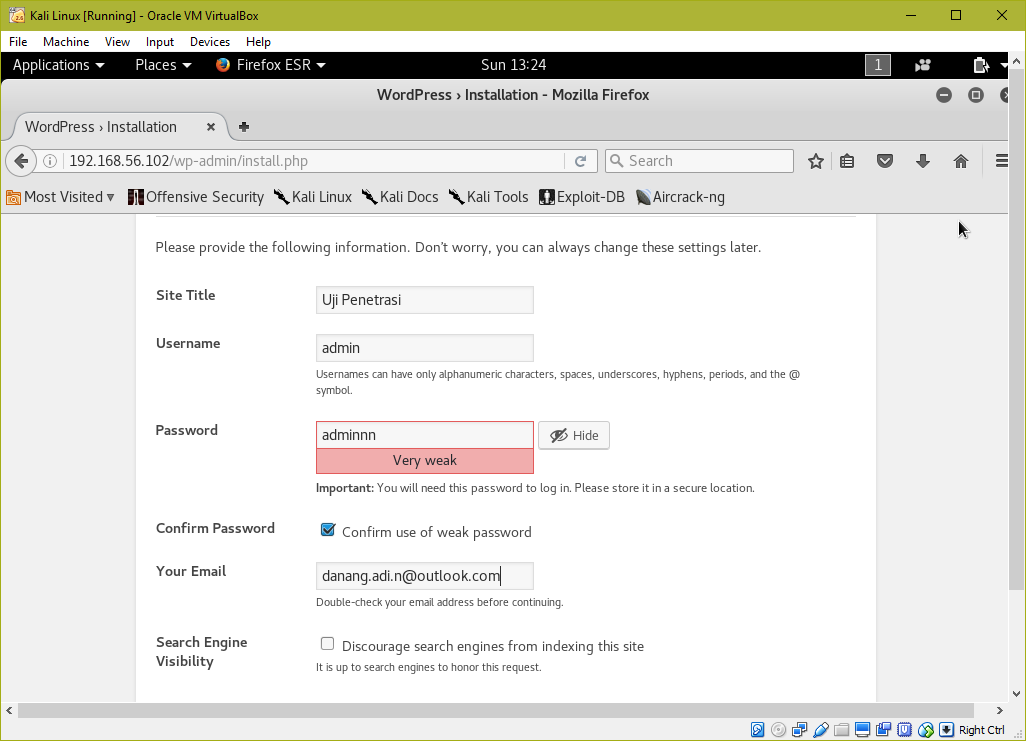 Kali Linux [Running] - Oracle VM VirtualBox
File Machine View Input Devices Help
Applications Places Firefox ESR Sun 13:24 1
WordPress › Installation - Mozilla Firefox
WordPress › Installation
192.168.56.102/wp-admin/install.php Search
Most Visited Offensive Security Kali Linux Kali Docs Kali Tools Exploit-DB Aircrack-ng
Please provide the following information. Don't worry, you can always change these settings later.
Site Title Uji Penetrasi
Username admin
Usernames can have only alphanumeric characters, spaces, underscores, hyphens, periods, and the @
symbol.
Password adminnn Hide
Very weak
Important: You will need this password to log in. Please store it in a secure location.
Confirm Password Confirm use of weak password
Your Email danang.adi.n@outlook.com
Double-check your email address before continuing.
Search Engine
Visibility
Discourage search engines from indexing this site
It is up to search engines to honor this request.
Right Ctrl